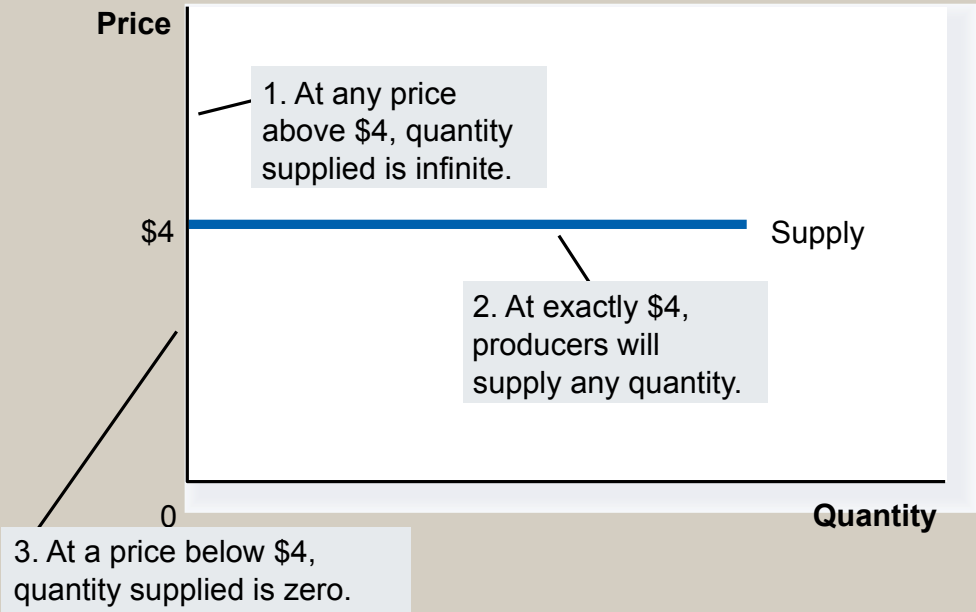 Price
1. At any price
above $4, quantity
supplied is infinite.
$4
Supply
2. At exactly $4,
producers will
supply any quantity.
0
Quantity
3. At a price below $4,
quantity supplied is zero.